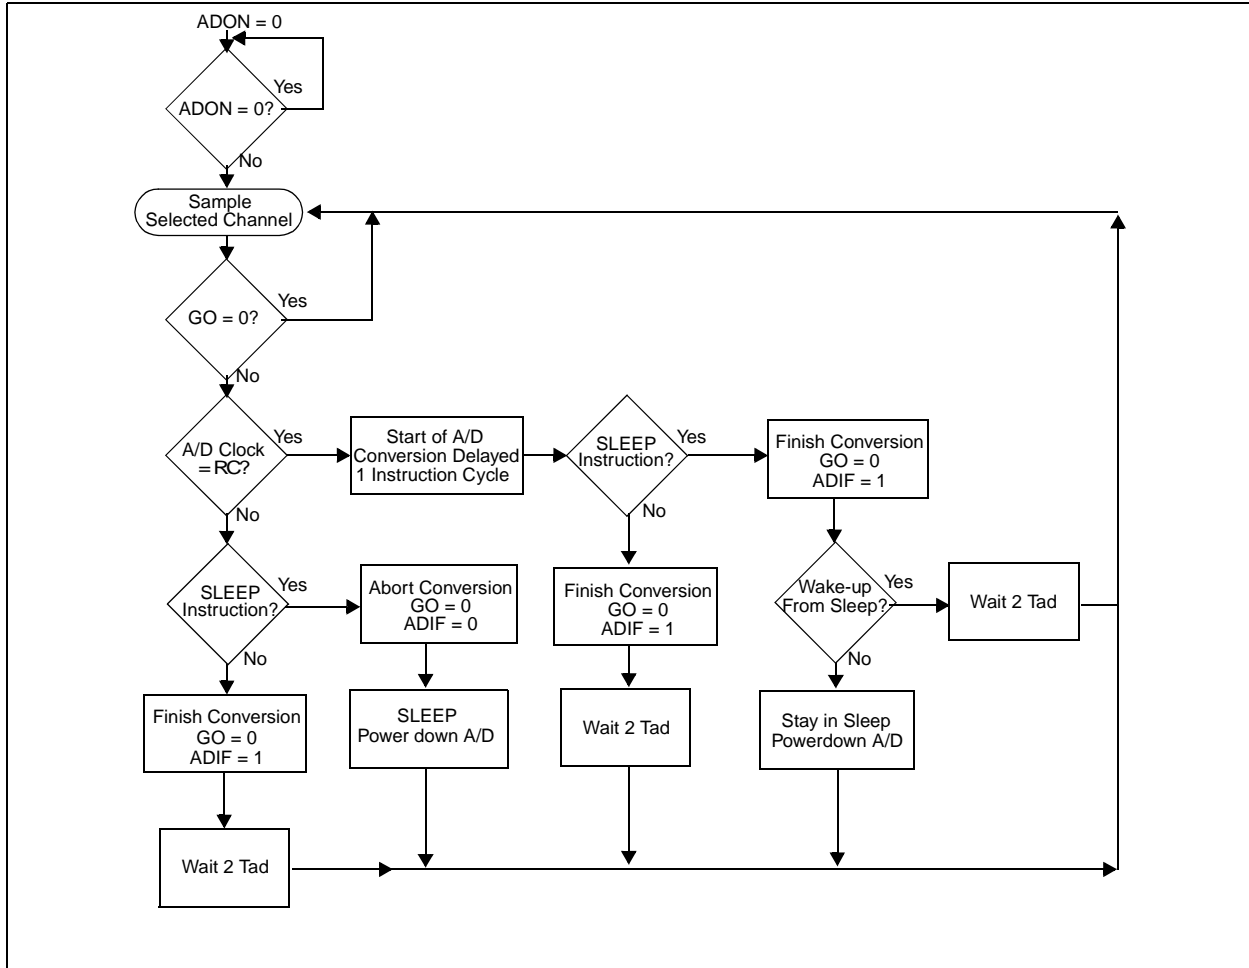 ADON = 0
Yes
ADON = 0?
No
Sample
Selected Channel
Yes
GO = 0?
No
A/D Clock
= RC?
Yes
Start of A/D
Conversion Delayed
1 Instruction Cycle
SLEEP
Instruction?
Yes
Finish Conversion
GO = 0
ADIF = 1
No
No
SLEEP
Instruction?
Yes
Abort Conversion
GO = 0
ADIF = 0
Finish Conversion
GO = 0
ADIF = 1
Wake-up
From Sleep?
Yes
Wait 2 Tad
No
No
Finish Conversion
GO = 0
ADIF = 1
SLEEP
Power down A/D
Wait 2 Tad
Stay in Sleep
Powerdown A/D
Wait 2 Tad